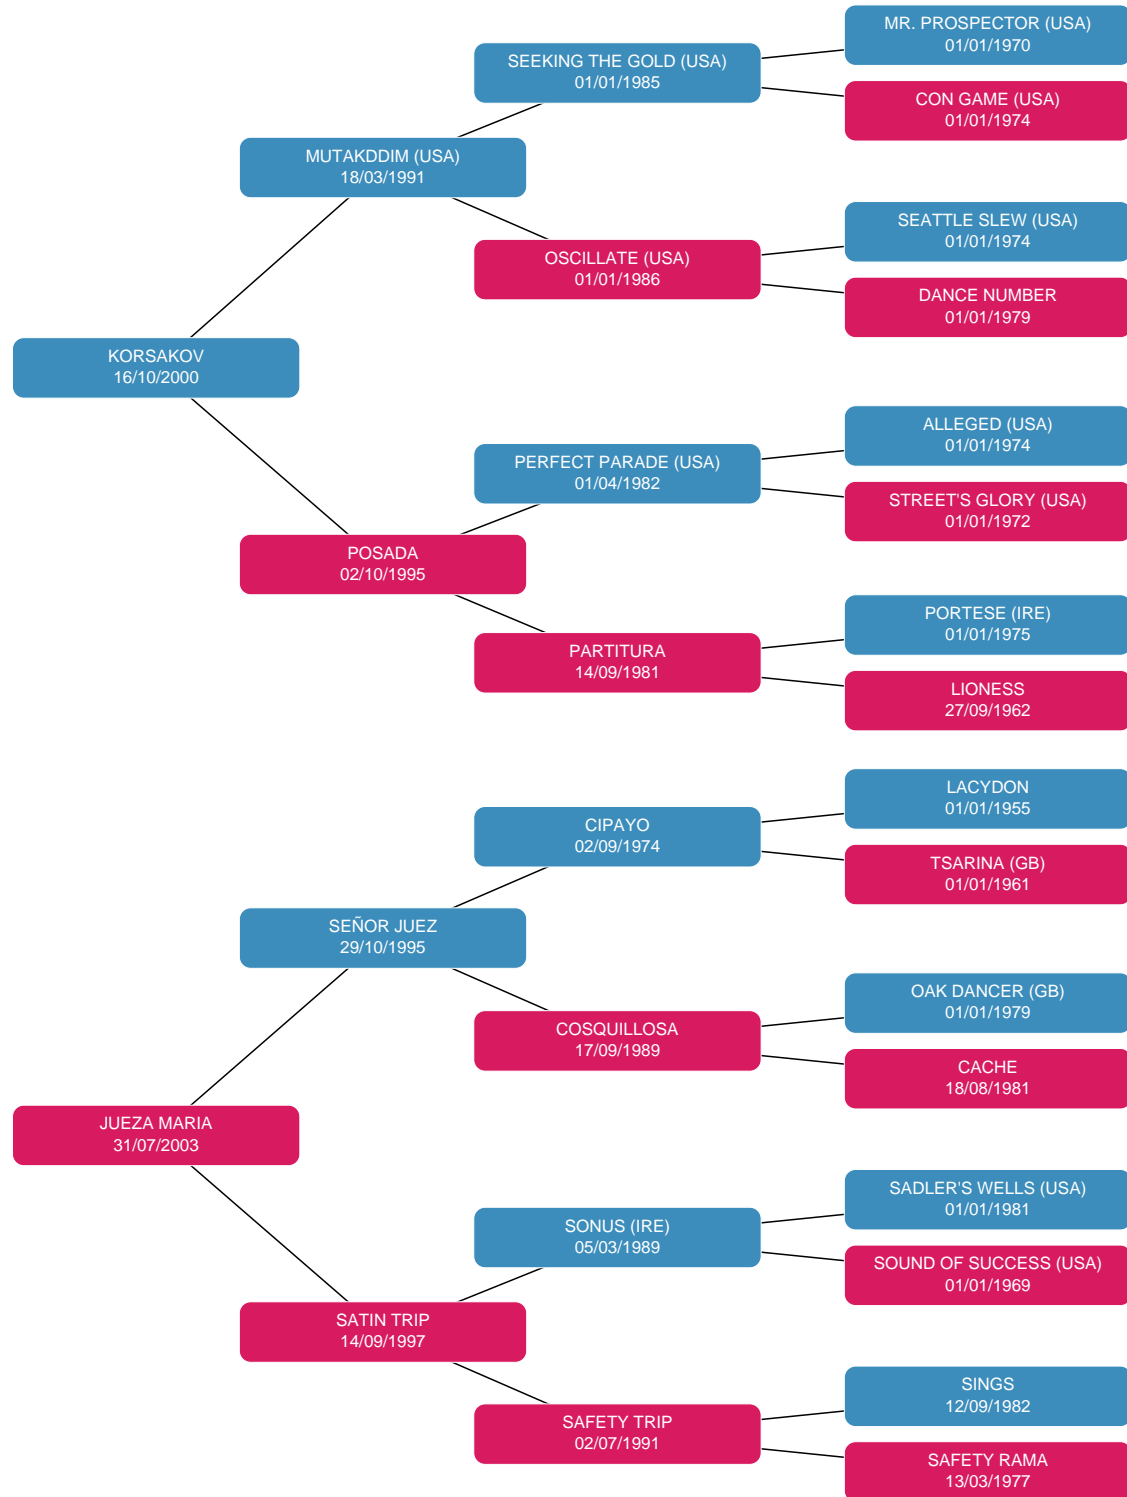 MR. PROSPECTOR (USA)
01/01/1970
SEEKING THE GOLD (USA)
01/01/1985
CON GAME (USA)
01/01/1974
MUTAKDDIM (USA)
18/03/1991
SEATTLE SLEW (USA)
01/01/1974
OSCILLATE (USA)
01/01/1986
DANCE NUMBER
01/01/1979
KORSAKOV
16/10/2000
ALLEGED (USA)
01/01/1974
PERFECT PARADE (USA)
01/04/1982
STREET'S GLORY (USA)
01/01/1972
POSADA
02/10/1995
PORTESE (IRE)
01/01/1975
PARTITURA
14/09/1981
LIONESS
27/09/1962
LACYDON
01/01/1955
CIPAYO
02/09/1974
TSARINA (GB)
01/01/1961
SEÑOR JUEZ
29/10/1995
OAK DANCER (GB)
01/01/1979
COSQUILLOSA
17/09/1989
CACHE
18/08/1981
JUEZA MARIA
31/07/2003
SADLER'S WELLS (USA)
01/01/1981
SONUS (IRE)
05/03/1989
SOUND OF SUCCESS (USA)
01/01/1969
SATIN TRIP
14/09/1997
SINGS
12/09/1982
SAFETY TRIP
02/07/1991
SAFETY RAMA
13/03/1977